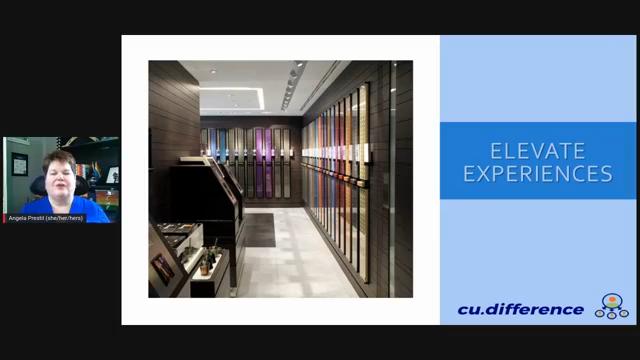 ELEVATE
EXPERIENCES
cu.difference
Angela Prestil (she/her/hers)